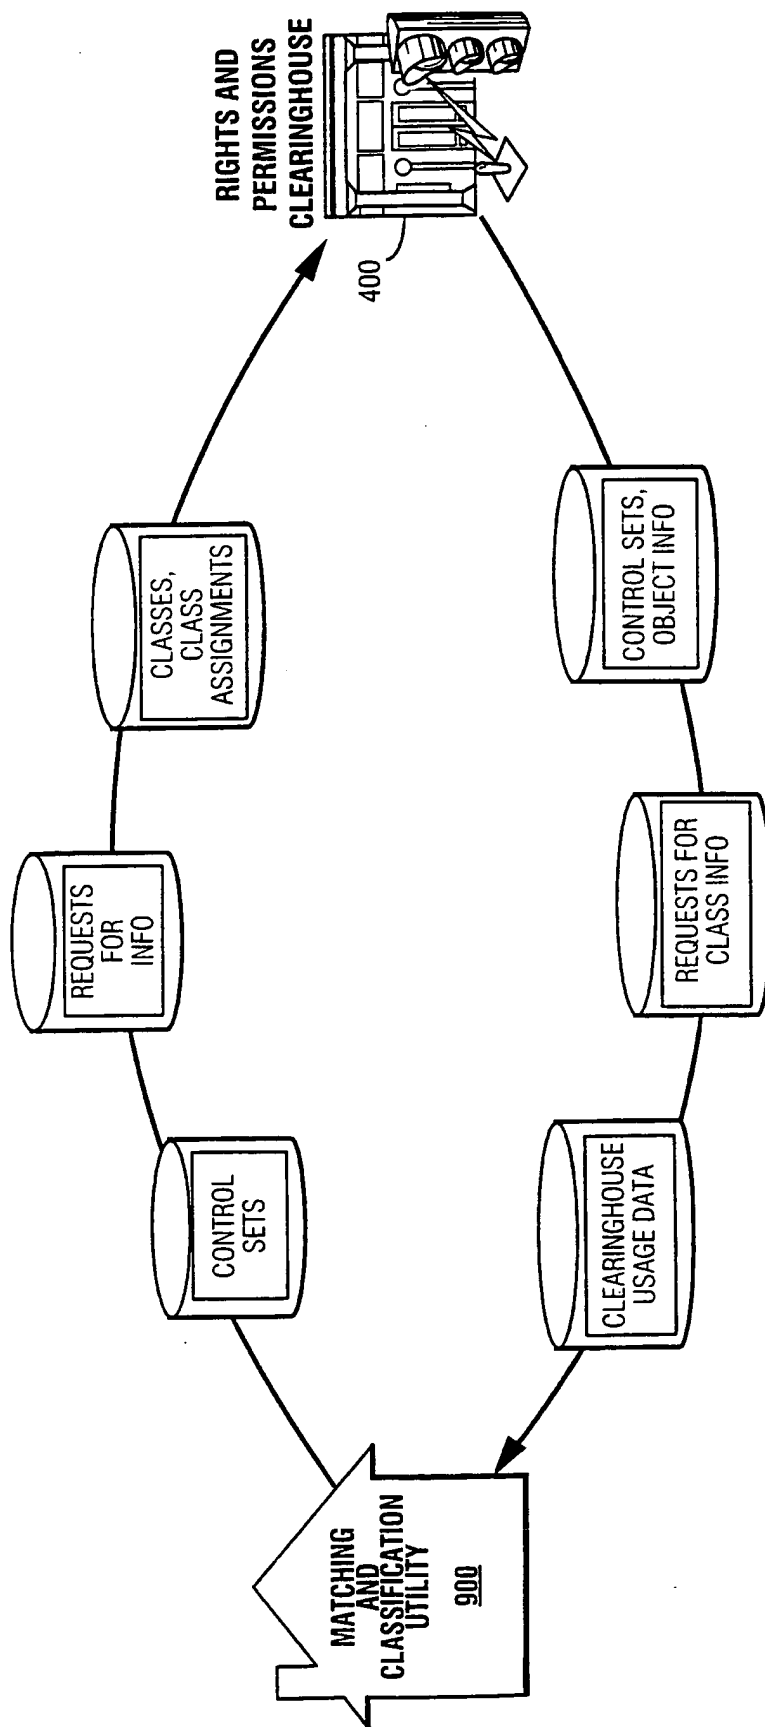 RIGHTS AND
PERMISSIONS
CLEARINGHOUSE
400
CLASSES,
CLASS
ASSIGNMENTS
REQUESTS
FOR
INFO
CONTROL
SETS
MATCHING
AND
CLASSIFICATION
UTILITY
900
CLEARINGHOUSE
USAGE DATA
REQUESTS FOR
CLASS INFO
CONTROL SETS,
OBJECT INFO